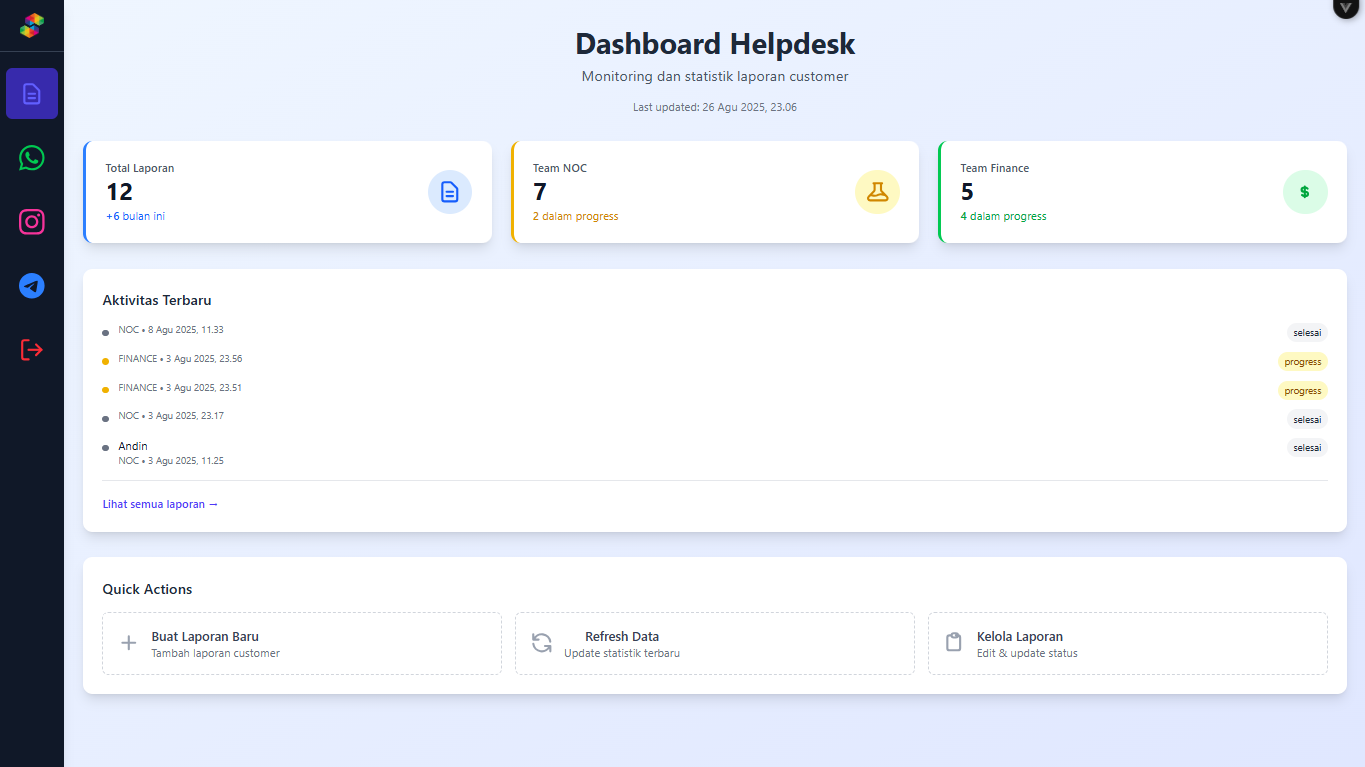 Dashboard Helpdesk
Monitoring dan statistik laporan customer
Last updated: 26 Agu 2025, 23.06
Total Laporan
12
+6 bulan ini
Team NOC
7
2 dalam progress
Team Finance
5
4 dalam progress
$
Aktivitas Terbaru
NOC • 8 Agu 2025, 11.33
selesai
FINANCE • 3 Agu 2025, 23.56
progress
FINANCE • 3 Agu 2025, 23.51
progress
NOC • 3 Agu 2025, 23.17
selesai
Andin
NOC • 3 Agu 2025, 11.25
selesai
Lihat semua laporan →
Quick Actions
Buat Laporan Baru
Tambah laporan customer
Refresh Data
Update statistik terbaru
Kelola Laporan
Edit & update status